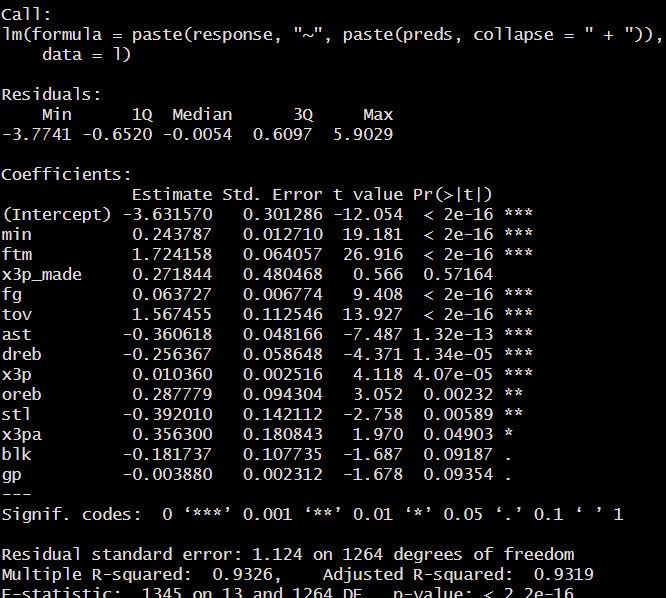 Call:
lm(formula = paste(response, "~", paste(preds, collapse = " + ")),
    data = l)
Residuals:
    Min      1Q  Median      3Q     Max
-3.7741 -0.6520 -0.0054  0.6097  5.9029
Coefficients:
             Estimate Std. Error t value Pr(>|t|)
(Intercept) -3.631570   0.301286 -12.054  < 2e-16 ***
min          0.243787   0.012710  19.181  < 2e-16 ***
ftm          1.724158   0.064057  26.916  < 2e-16 ***
x3p_made     0.271844   0.480468   0.566  0.57164
fg           0.063727   0.006774   9.408  < 2e-16 ***
tov          1.567455   0.112546  13.927  < 2e-16 ***
ast         -0.360618   0.048166  -7.487 1.32e-13 ***
dreb        -0.256367   0.058648  -4.371 1.34e-05 ***
x3p          0.010360   0.002516   4.118 4.07e-05 ***
oreb         0.287779   0.094304   3.052  0.00232 **
stl         -0.392010   0.142112  -2.758  0.00589 **
x3pa         0.356300   0.180843   1.970  0.04903 *
blk         -0.181737   0.107735  -1.687  0.09187 .
gp          -0.003880   0.002312  -1.678  0.09354 .
---
Signif. codes:  0 ‘***’ 0.001 ‘**’ 0.01 ‘*’ 0.05 ‘.’ 0.1 ‘ ’ 1
Residual standard error: 1.124 on 1264 degrees of freedom
Multiple R-squared:  0.9326,    Adjusted R-squared:  0.9319
F-statistic:  1345 on 13 and 1264 DF,  p-value: < 2.2e-16